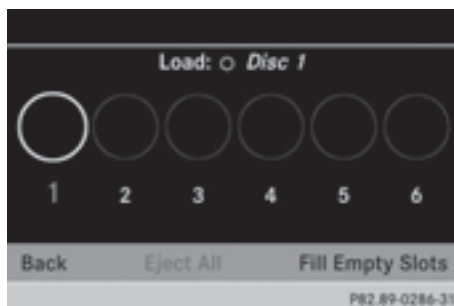 Load: Disc 1
1 2 3 4 5 6
Back Eject All Fill Empty Slots
P82.89-0286-31